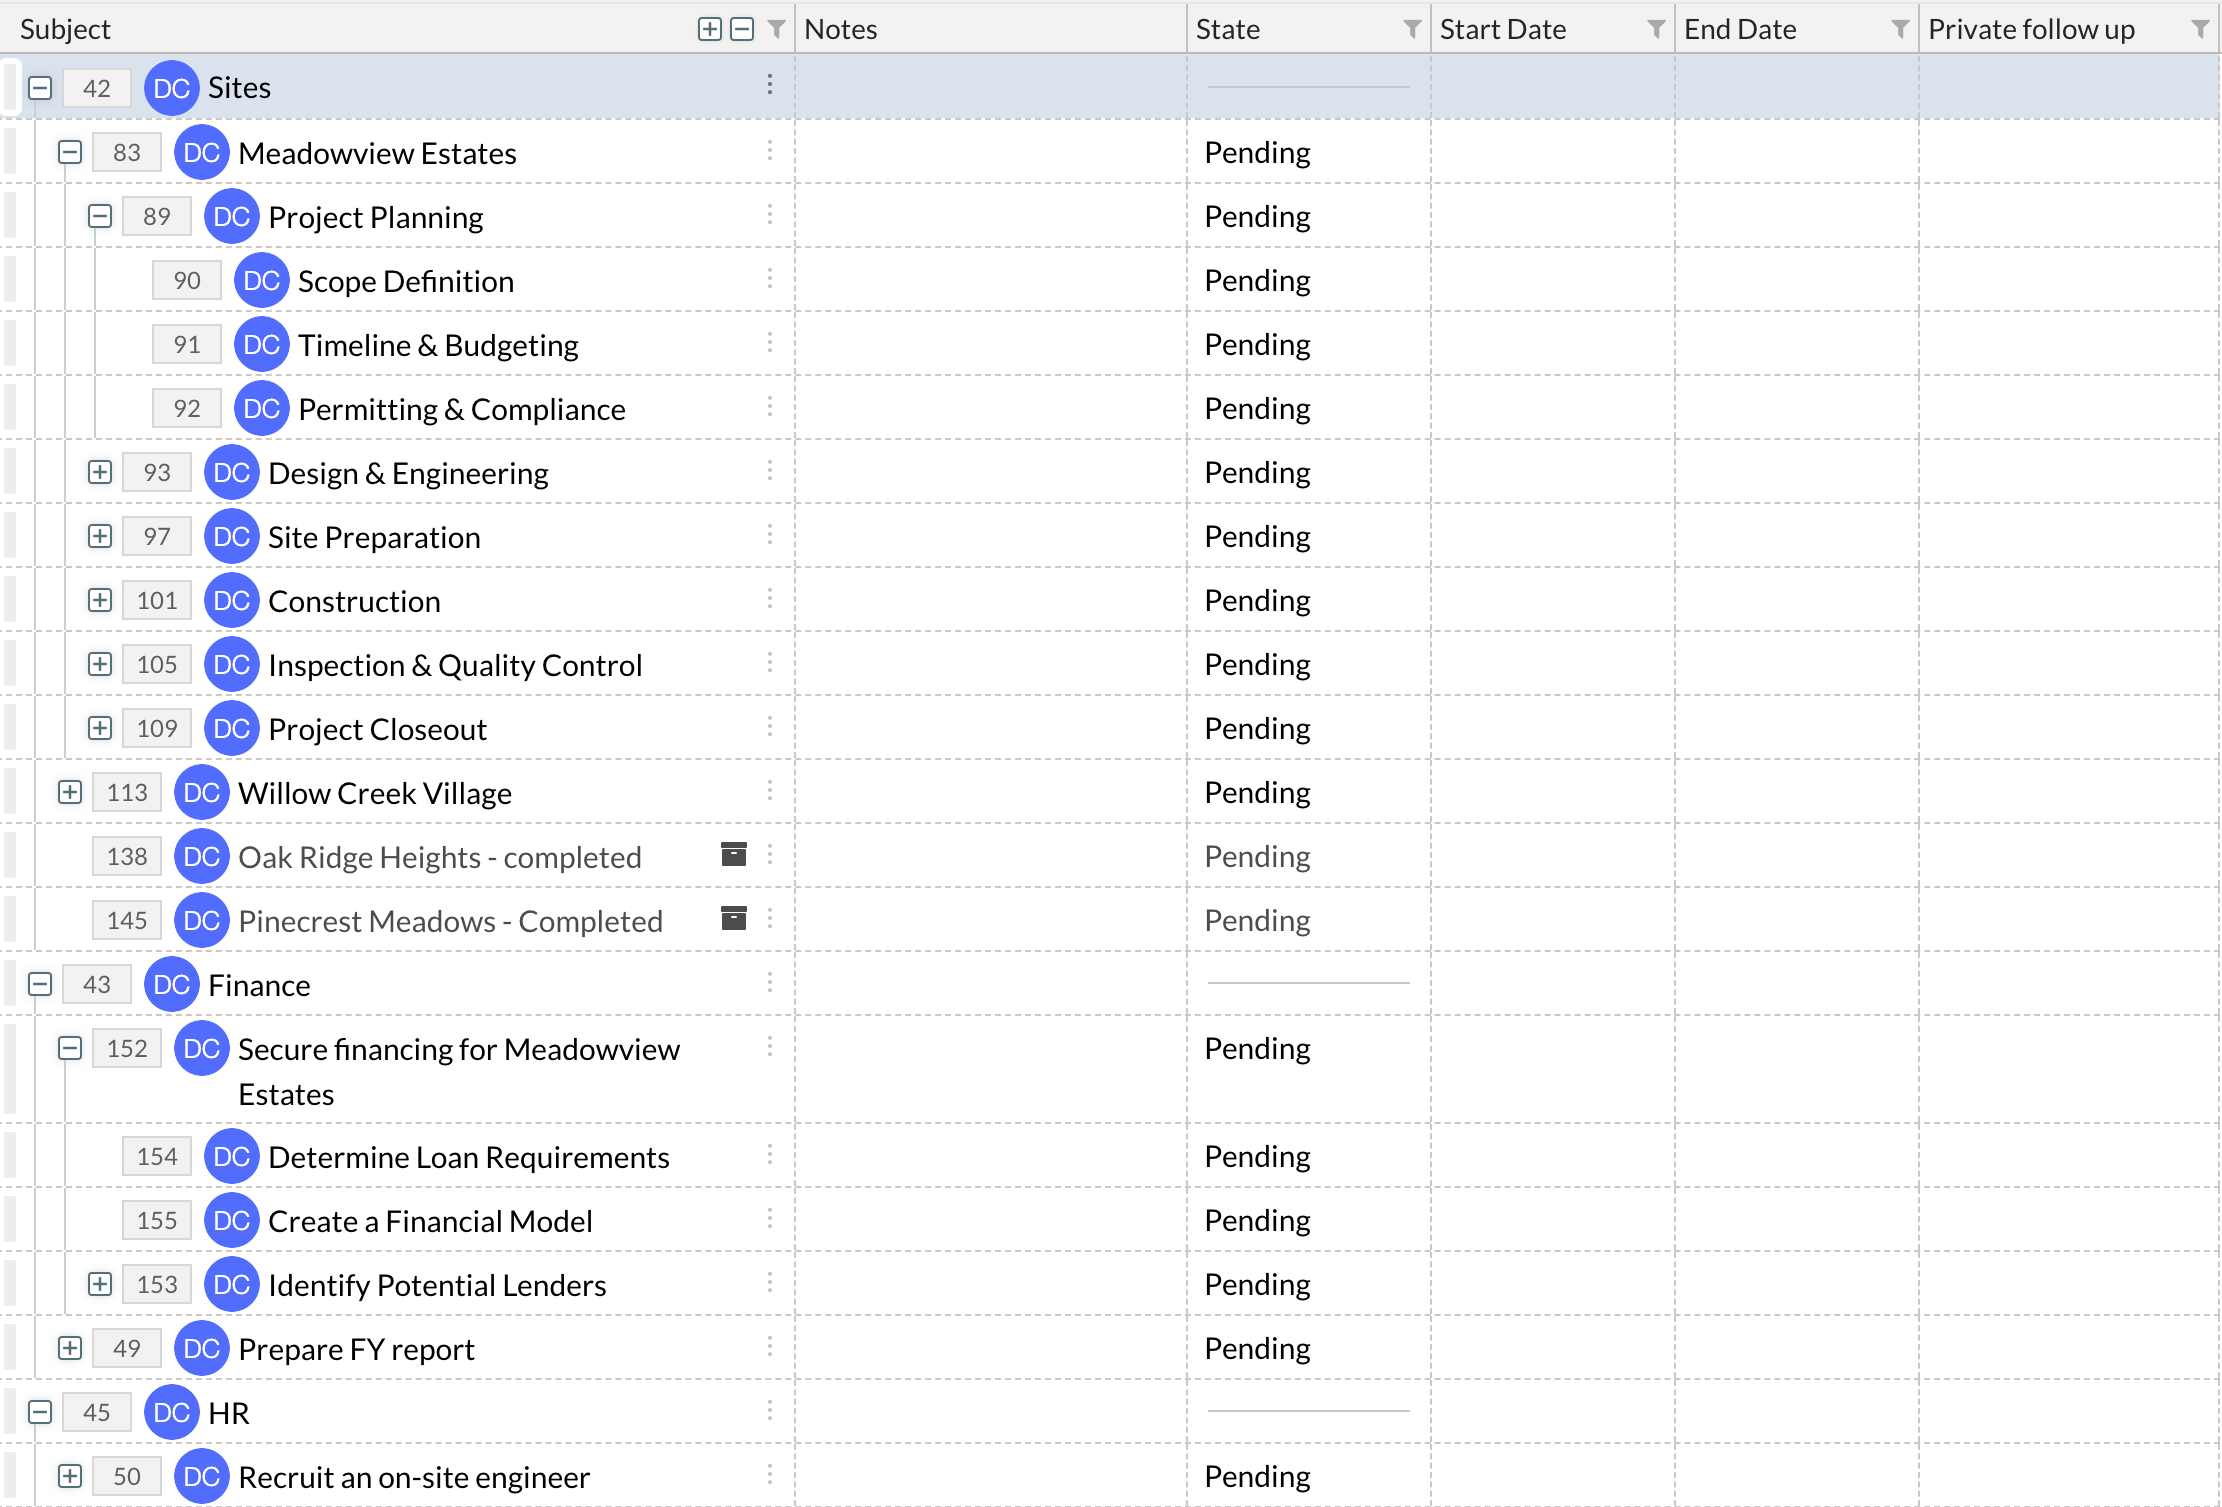 Subject Notes State Start Date End Date Private follow up
42 DC Sites
83 DC Meadowview Estates Pending
89 DC Project Planning Pending
90 DC Scope Definition Pending
91 DC Timeline & Budgeting Pending
92 DC Permitting & Compliance Pending
93 DC Design & Engineering Pending
97 DC Site Preparation Pending
101 DC Construction Pending
105 DC Inspection & Quality Control Pending
109 DC Project Closeout Pending
113 DC Willow Creek Village Pending
138 DC Oak Ridge Heights - completed Pending
145 DC Pinecrest Meadows - Completed Pending
43 DC Finance
152 DC Secure financing for Meadowview Pending
Estates
154 DC Determine Loan Requirements Pending
155 DC Create a Financial Model Pending
153 DC Identify Potential Lenders Pending
49 DC Prepare FY report Pending
45 DC HR
50 DC Recruit an on-site engineer Pending